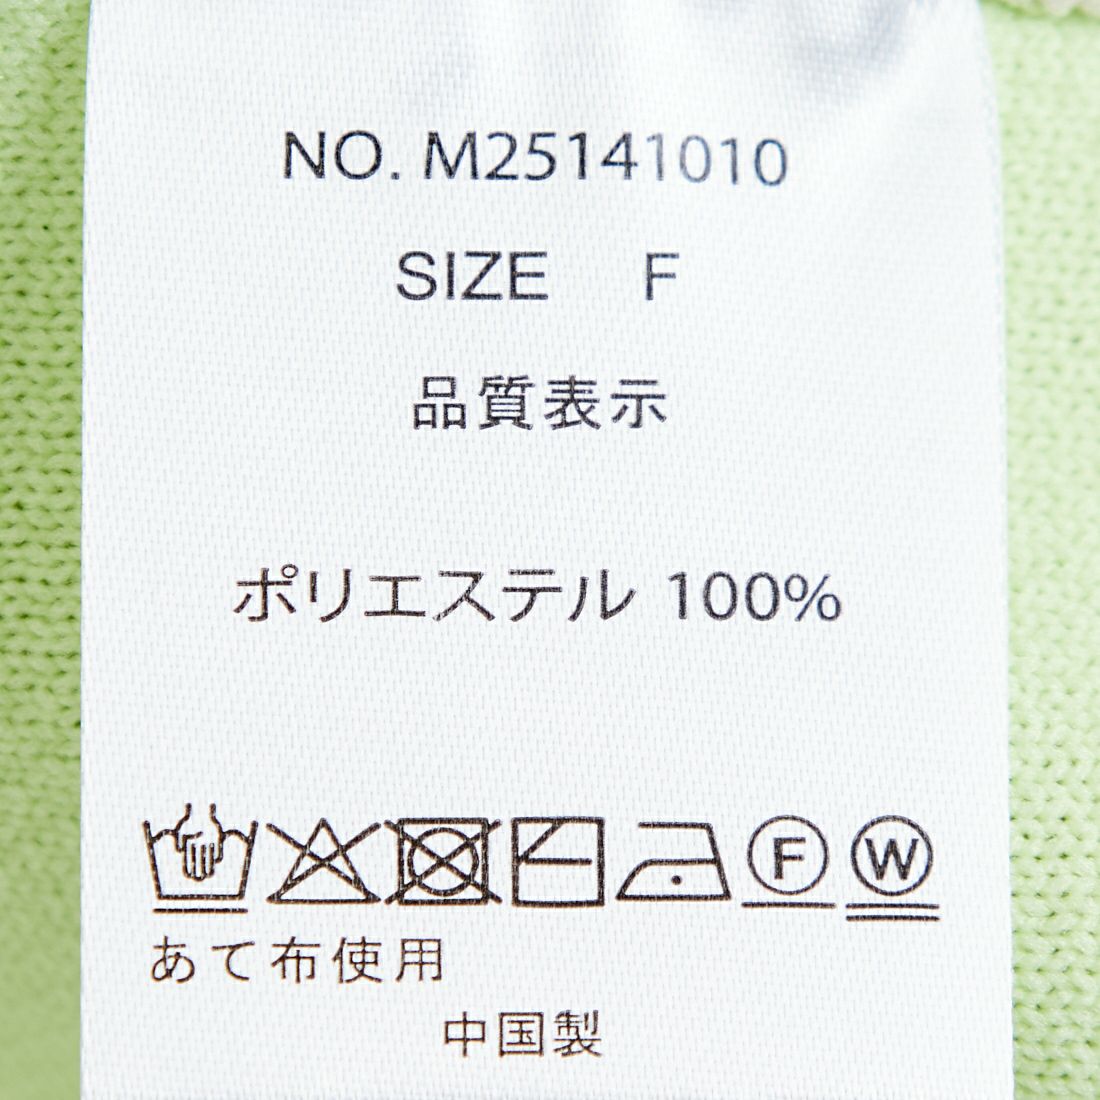 NO. M25141010
SIZE F
品質表示
ポリエステル 100%
F W
あて布使用
中国製